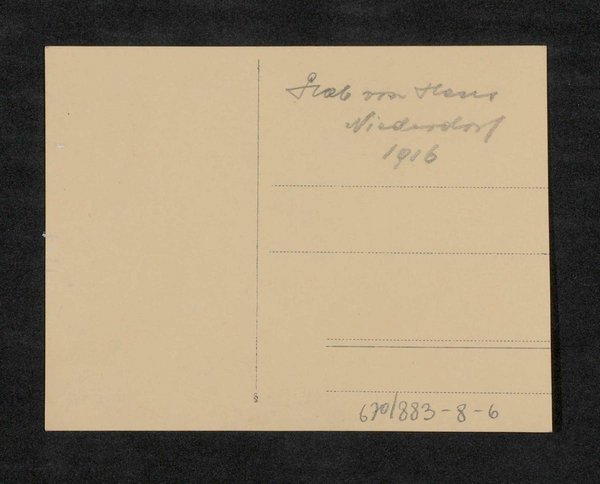 Grab von Hans
Niederdorf
1916
670/883-8-6